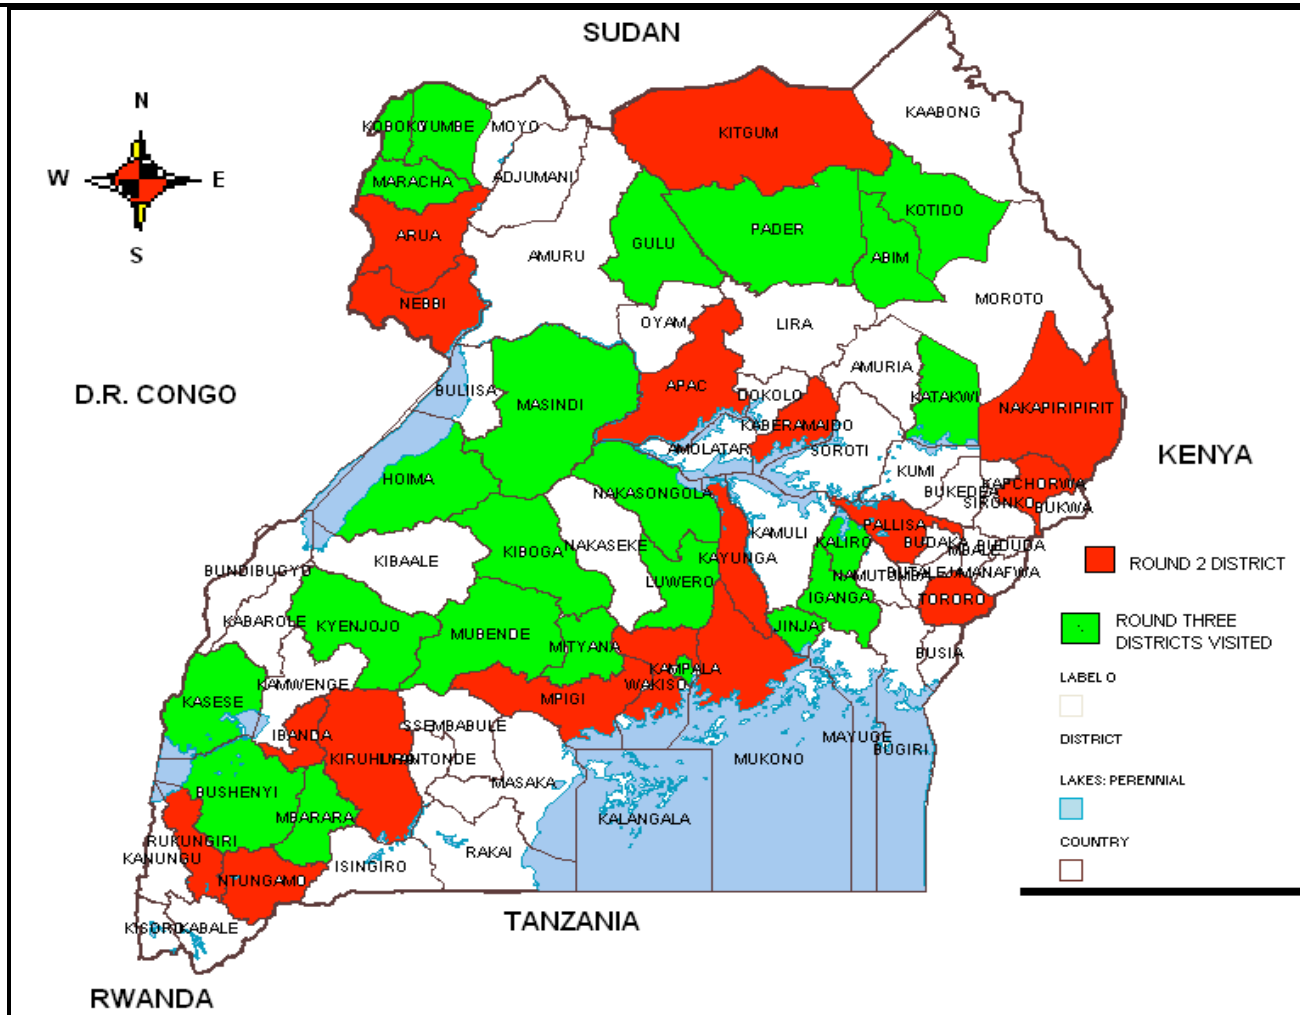 SUDAN
N
W
E
S
KOBOKO
YUMBE
MOYO
KITGUM
KAABONG
MARACHA
ADJUMANI
ARUA
AMURU
GULU
PADER
KOTIDO
ABIM
NEBBI
MOROTO
OYAM
LIRA
D.R. CONGO
BULIISA
MASINDI
APAC
DOKOLO
AMURIA
KATAKWI
NAKAPIRIPIRIT
KABERAMAIDO
AMOLATAR
SOROTI
KENYA
HOIMA
NAKASONGOLA
KUMI
BUKEDEA
KAPCHORWA
SIRONKO
BUKWA
KAMULI
PALLISA
KIBAALE
KIBOGA
NAKASEKE
KAYUNGA
KALIRO
BUDAKA
MBALE
BUDUDA
BUNDIBUGYO
LUWERO
NAMUTUMBA
BUTALEJA
MANAFWA
IGANGA
TORORO
KABAROLE
KYENJOJO
MUBENDE
MITYANA
JINJA
BUSIA
KAMPALA
WAKISO
KASESE
KAMWENGE
MPIGI
IBANDA
SSEMBABULE
KIRUHURA
LYANTONDE
MASAKA
MUKONO
MAYUGE
BUGIRI
BUSHENYI
MBARARA
KALANGALA
RUKUNGIRI
KANUNGU
NTUNGAMO
ISINGIRO
RAKAI
KISORO
KABALE
TANZANIA
RWANDA
ROUND 2 DISTRICT
ROUND THREE
DISTRICTS VISITED
LABEL O
DISTRICT
LAKES: PERENNIAL
COUNTRY